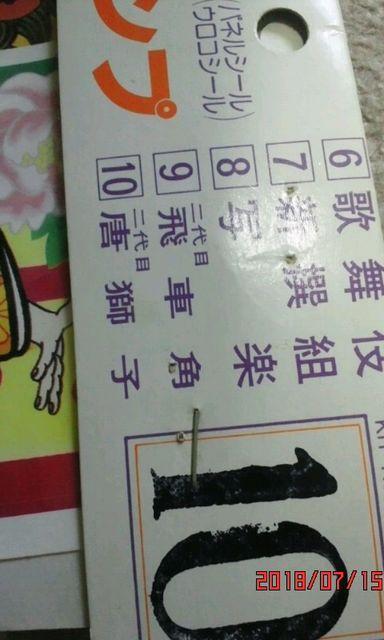 ンプ
(パネルシール)
(ウロコシール)
6 歌舞伎
7 新撰組
8 写楽
9 二代目 飛車角
10 二代目 唐獅子
10
2018/07/15